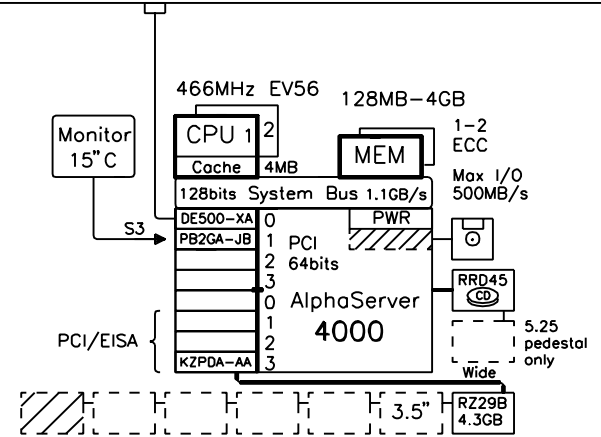 466MHz EV56
128MB-4GB
Monitor
15"C
CPU 1 2
Cache 4MB
MEM
1-2
ECC
Max I/O
500MB/s
128bits System Bus 1.1GB/s
DE500-XA 0
PWR
S3
PB2GA-JB 1
PCI
64bits
2
3
0
AlphaServer
4000
1
2
PCI/EISA
KZPDA-AA 3
RRD45
CD
5.25
pedestal
only
Wide
3.5"
RZ29B
4.3GB